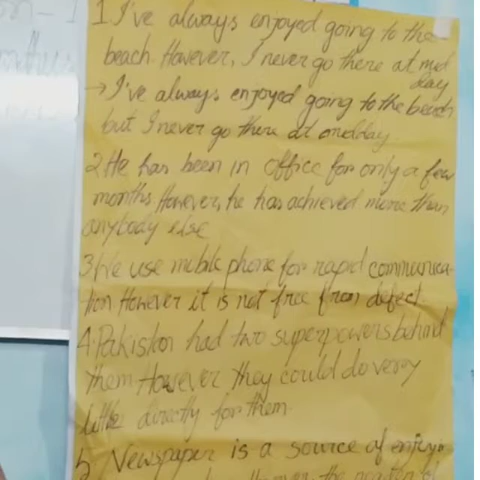 1 I've always enjoyed going to the
beach. However, I never go there at mid
day
→ I've always enjoyed going to the beach
but I never go there at midday
2 He has been in office for only a few
months However, he has achieved more than
anybody else
3 We use mobile phone for rapid communica-
tion However it is not free from defect.
4. Pakistan had two superpowers behind
them However they could do very
little directly for them.
5 Newspaper is a source of enjoy
However, the